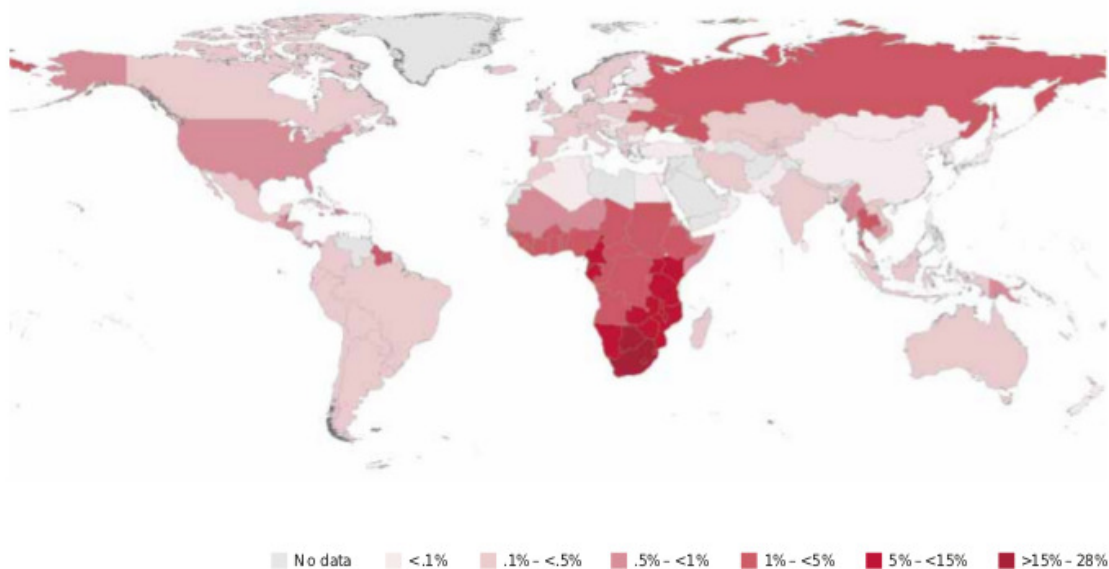 No data <.1% .1% – <.5% .5% – <1% 1% – <5% 5% – <15% >15% – 28%